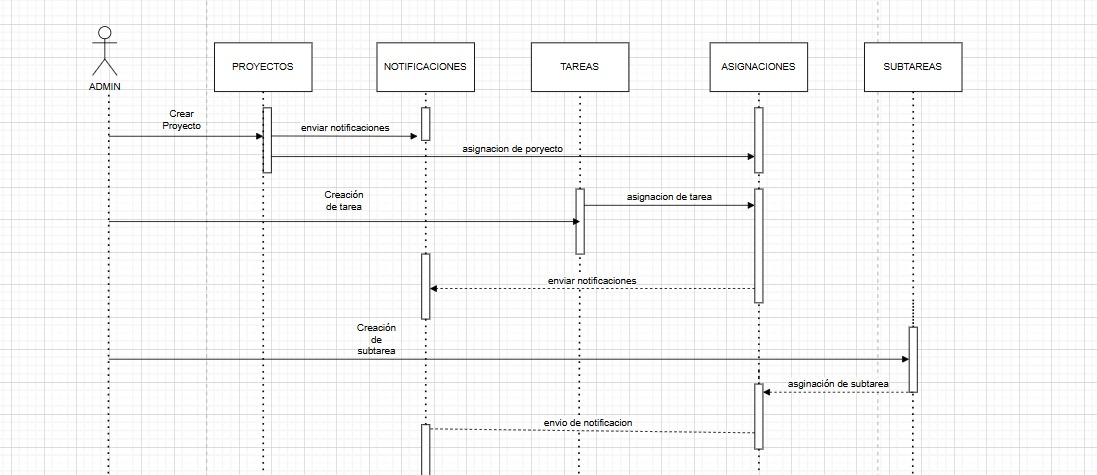 ADMIN
PROYECTOS
NOTIFICACIONES
TAREAS
ASIGNACIONES
SUBTAREAS
Crear
Proyecto
enviar notificaciones
asignacion de poryecto
Creación
de tarea
asignacion de tarea
enviar notificaciones
Creación
de
subtarea
asginación de subtarea
envio de notificacion